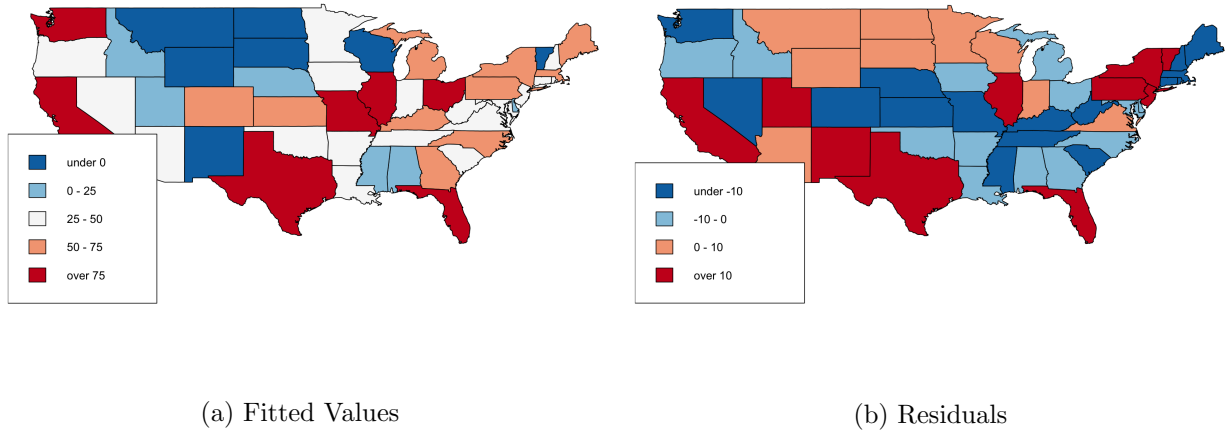 under 0
0 - 25
25 - 50
50 - 75
over 75
under -10
-10 - 0
0 - 10
over 10
(a) Fitted Values
(b) Residuals